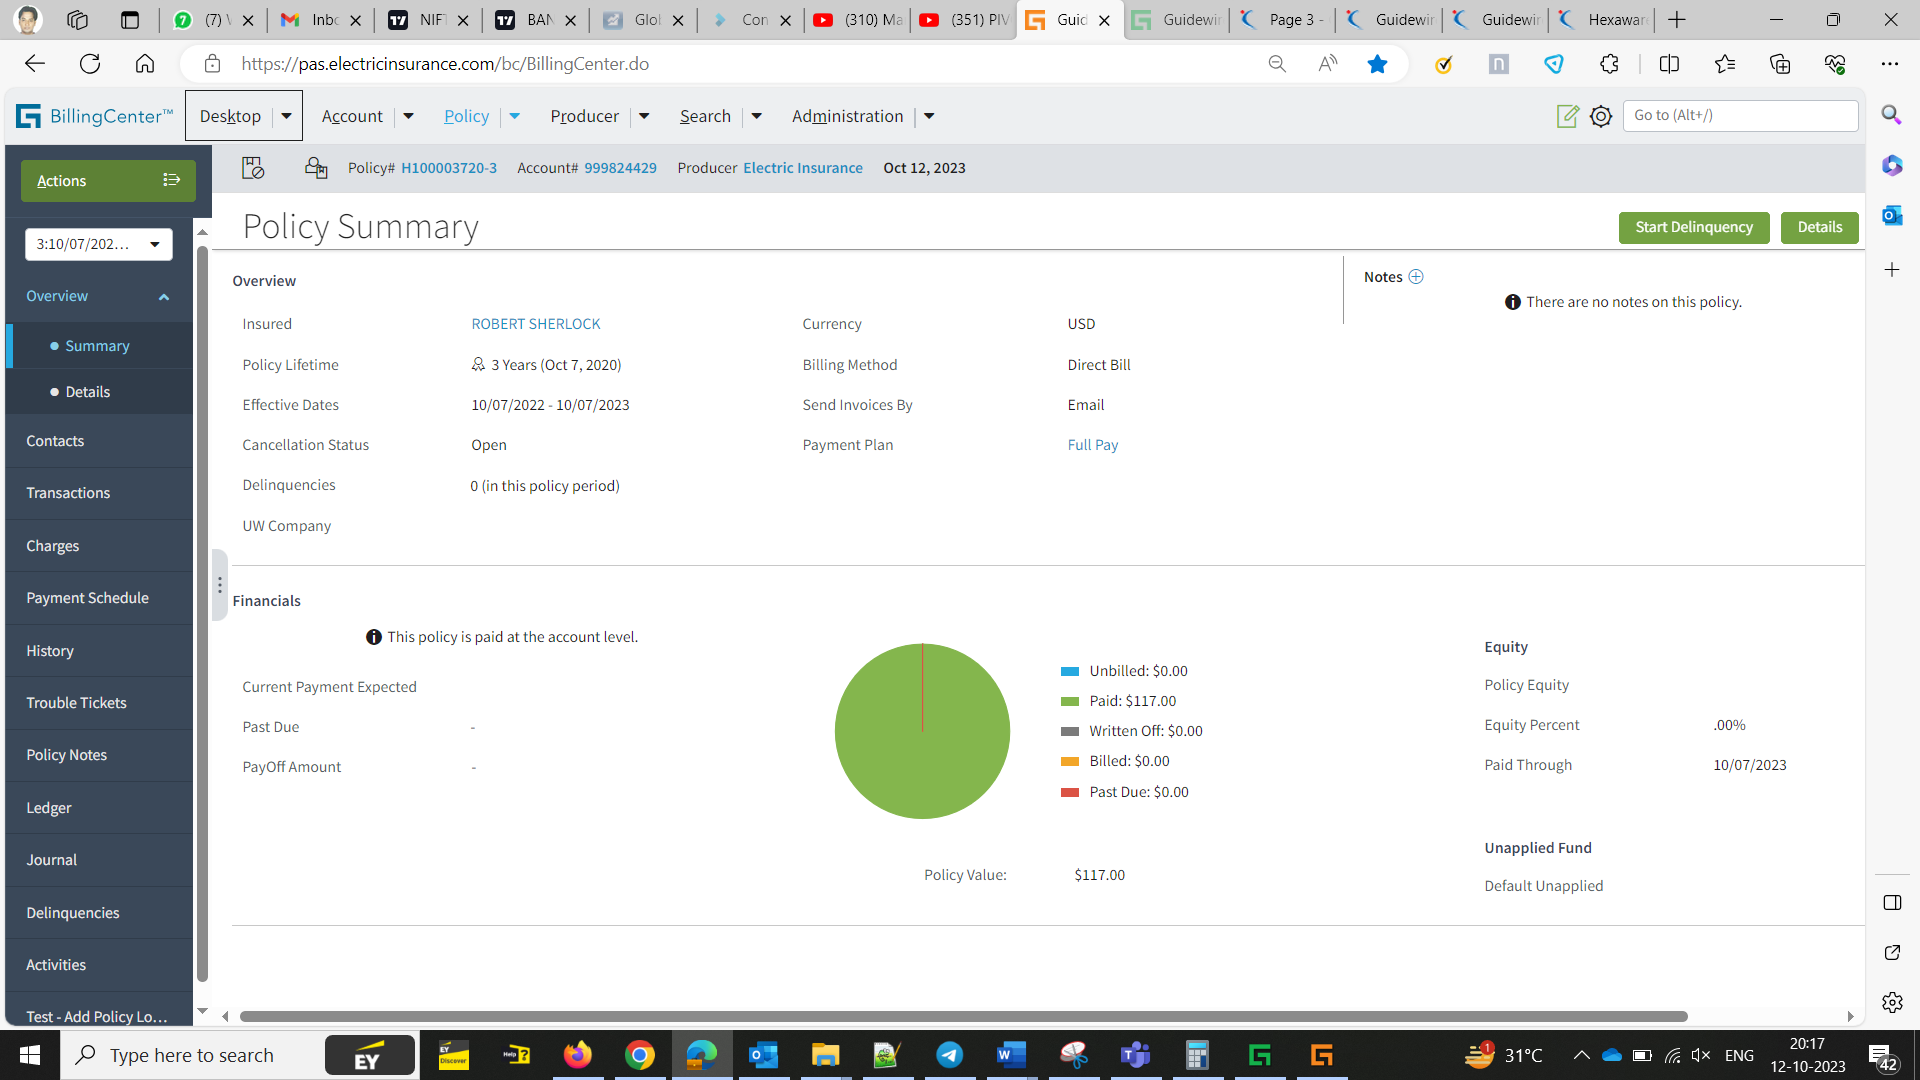 (7) V
Inbo
NIFT
BAN
Glol
Con
(310) Ma
(351) PIV
Guid
Guidewir
Page 3 -
Guidewir
Guidewir
Hexawar
https://pas.electricinsurance.com/bc/BillingCenter.do
BillingCenter™ Desktop Account Policy Producer Search Administration Go to (Alt+/)
Actions
Policy# H100003720-3 Account# 999824429 Producer Electric Insurance Oct 12, 2023
Policy Summary
Start Delinquency Details
3:10/07/202...
Overview
Summary
Details
Contacts
Transactions
Charges
Payment Schedule
History
Trouble Tickets
Policy Notes
Ledger
Journal
Delinquencies
Activities
Test - Add Policy Lo...
Overview
Insured ROBERT SHERLOCK Currency USD
Policy Lifetime 3 Years (Oct 7, 2020) Billing Method Direct Bill
Effective Dates 10/07/2022 - 10/07/2023 Send Invoices By Email
Cancellation Status Open Payment Plan Full Pay
Delinquencies 0 (in this policy period)
UW Company
Notes
There are no notes on this policy.
Financials
This policy is paid at the account level.
Current Payment Expected
Past Due -
PayOff Amount -
Unbilled: $0.00
Paid: $117.00
Written Off: $0.00
Billed: $0.00
Past Due: $0.00
Policy Value: $117.00
Equity
Policy Equity
Equity Percent .00%
Paid Through 10/07/2023
Unapplied Fund
Default Unapplied
Type here to search
EY
EY Discover
Help ?
1
31°C
ENG
20:17
12-10-2023
42